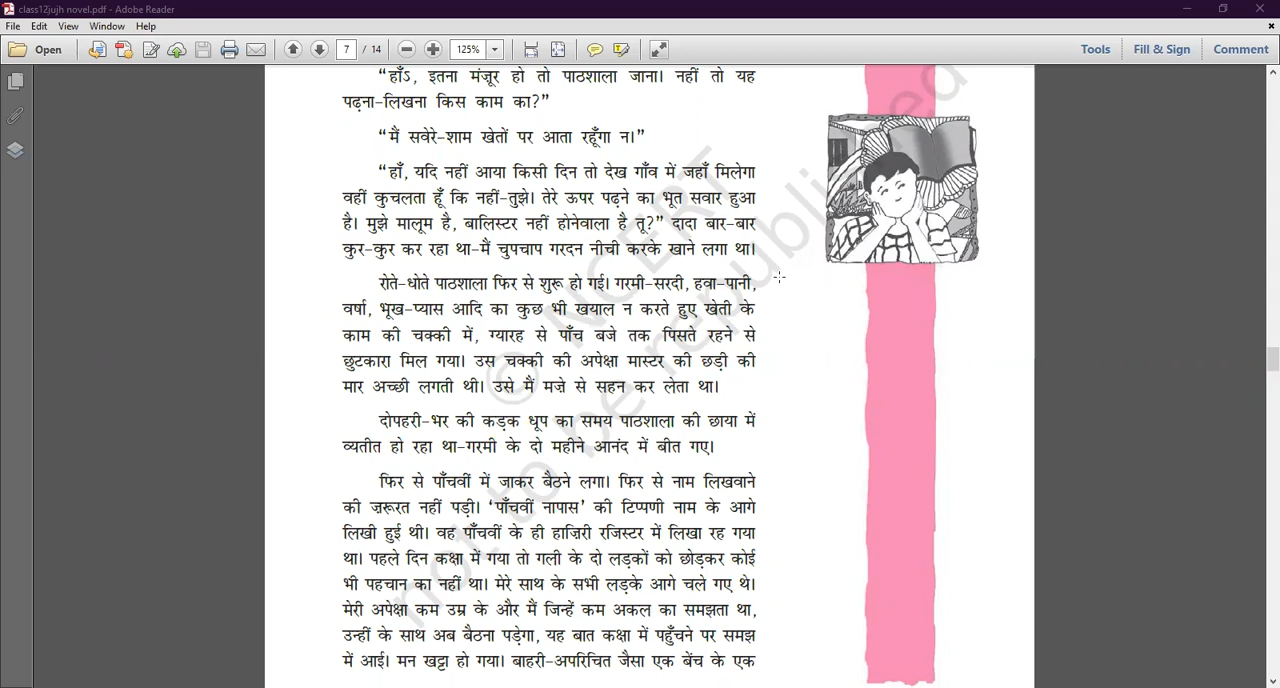 class12jujh novel.pdf - Adobe Reader
File Edit View Window Help
Open 7 / 14 125% Tools Fill & Sign Comment
“हाँऽ, इतना मंजूर हो तो पाठशाला जाना। नहीं तो यह
पढ़ना-लिखना किस काम का?”
“मैं सवेरे-शाम खेतों पर आता रहूँगा न।”
“हाँ, यदि नहीं आया किसी दिन तो देख गाँव में जहाँ मिलेगा
वहीं कुचलता हूँ कि नहीं-तुझे। तेरे ऊपर पढ़ने का भूत सवार हुआ
है। मुझे मालूम है, बालिस्टर नहीं होनेवाला है तू?” दादा बार-बार
कुर-कुर कर रहा था-मैं चुपचाप गरदन नीची करके खाने लगा था।
रोते-धोते पाठशाला फिर से शुरू हो गई। गरमी-सरदी, हवा-पानी,
वर्षा, भूख-प्यास आदि का कुछ भी खयाल न करते हुए खेती के
काम की चक्की में, ग्यारह से पाँच बजे तक पिसते रहने से
छुटकारा मिल गया। उस चक्की की अपेक्षा मास्टर की छड़ी की
मार अच्छी लगती थी। उसे मैं मजे से सहन कर लेता था।
दोपहरी-भर की कड़क धूप का समय पाठशाला की छाया में
व्यतीत हो रहा था-गरमी के दो महीने आनंद में बीत गए।
फिर से पाँचवीं में जाकर बैठने लगा। फिर से नाम लिखवाने
की ज़रूरत नहीं पड़ी। ‘पाँचवीं नापास’ की टिप्पणी नाम के आगे
लिखी हुई थी। वह पाँचवीं के ही हाज़िरी रजिस्टर में लिखा रह गया
था। पहले दिन कक्षा में गया तो गली के दो लड़कों को छोड़कर कोई
भी पहचान का नहीं था। मेरे साथ के सभी लड़के आगे चले गए थे।
मेरी अपेक्षा कम उम्र के और मैं जिन्हें कम अकल का समझता था,
उन्हीं के साथ अब बैठना पड़ेगा, यह बात कक्षा में पहुँचने पर समझ
में आई। मन खट्टा हो गया। बाहरी-अपरिचित जैसा एक बेंच के एक
© NCERT
not to be republished